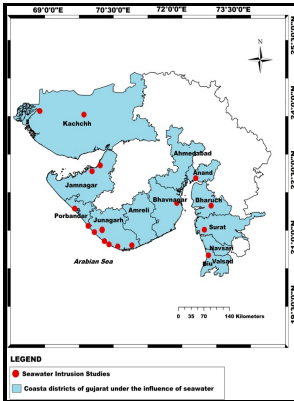 69°0'0"E 70°30'0"E 72°0'0"E 73°30'0"E
N
Kachchh
Ahmedabad
Anand
Jamnagar
Bhavnagar
Bharuch
Porbandar
Amreli
Junagarh
Surat
Navsari
Diu
Valsad
Arabian Sea
0 35 70 140 Kilometers
LEGEND
Seawater Intrusion Studies
Coasta districts of gujarat under the influence of seawater